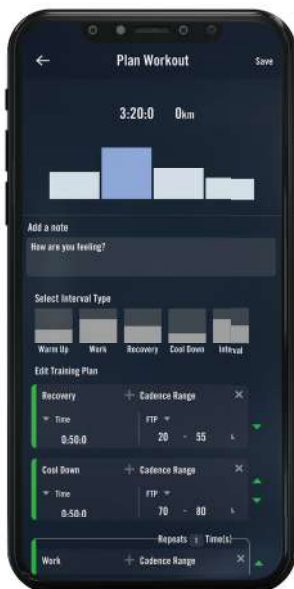 Plan Workout Save
3:20:0 0km
Add a note
How are you feeling?
Select Interval Type
Warm Up Work Recovery Cool Down Interval
Edit Training Plan
Recovery + Cadence Range ×
Time FTP
0:50:0 20 - 55
Cool Down + Cadence Range ×
Time FTP
0:50:0 70 - 80
Repeats Time(s)
Work + Cadence Range ×